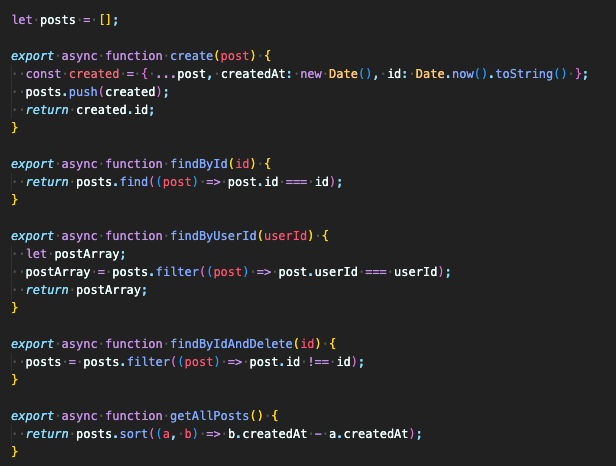 let posts = [];

export async function create(post) {
  const created = { ...post, createdAt: new Date(), id: Date.now().toString() };
  posts.push(created);
  return created.id;
}

export async function findById(id) {
  return posts.find((post) => post.id === id);
}

export async function findByUserId(userId) {
  let postArray;
  postArray = posts.filter((post) => post.userId === userId);
  return postArray;
}

export async function findByIdAndDelete(id) {
  posts = posts.filter((post) => post.id !== id);
}

export async function getAllPosts() {
  return posts.sort((a, b) => b.createdAt - a.createdAt);
}